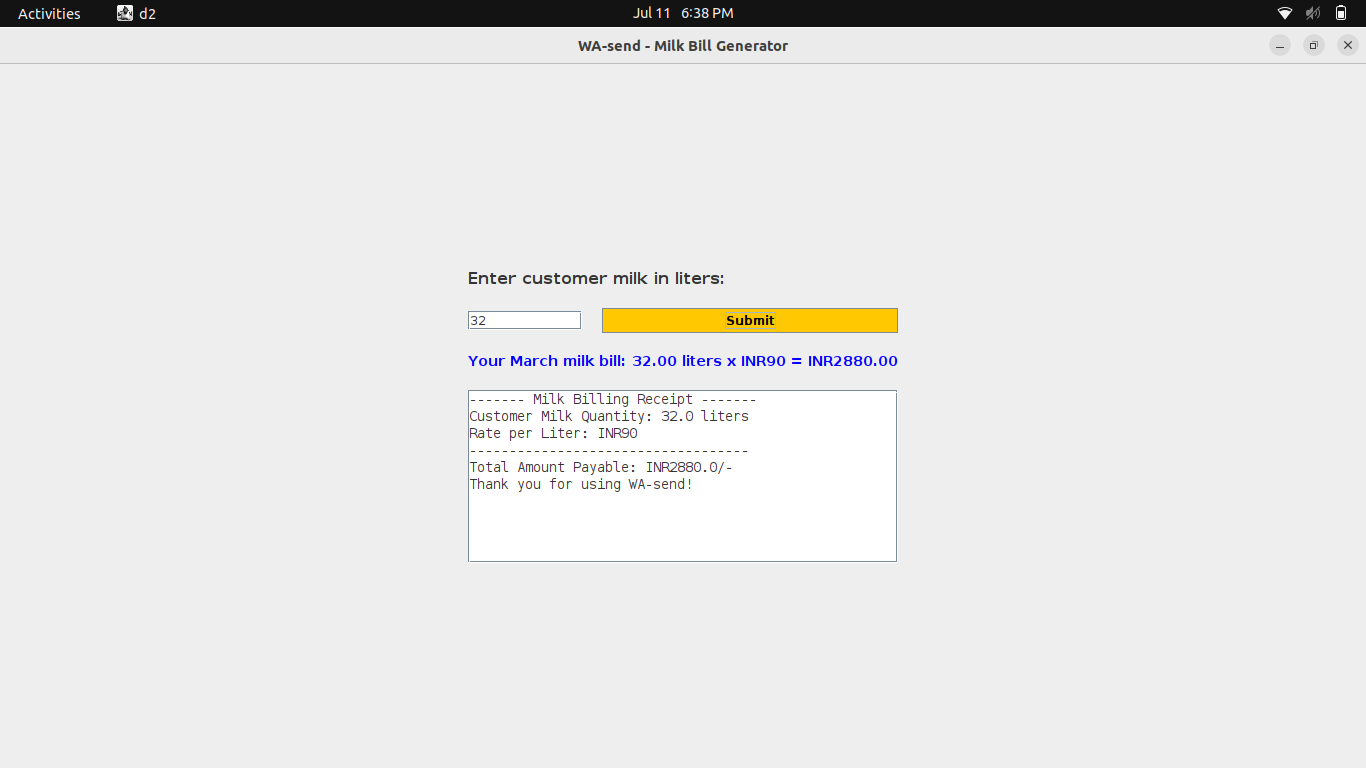 Activities d2 Jul 11 6:38 PM
WA-send - Milk Bill Generator
Enter customer milk in liters:
32 Submit
Your March milk bill: 32.00 liters x INR90 = INR2880.00
------- Milk Billing Receipt -------
Customer Milk Quantity: 32.0 liters
Rate per Liter: INR90
-----------------------------------
Total Amount Payable: INR2880.0/-
Thank you for using WA-send!